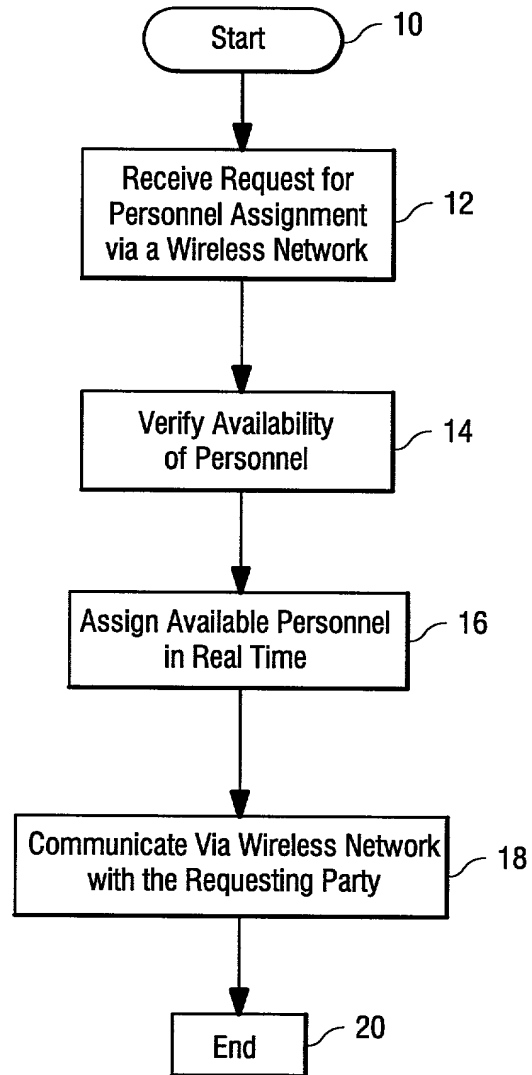 Start
10
Receive Request for
Personnel Assignment
via a Wireless Network
12
Verify Availability
of Personnel
14
Assign Available Personnel
in Real Time
16
Communicate Via Wireless Network
with the Requesting Party
18
End
20